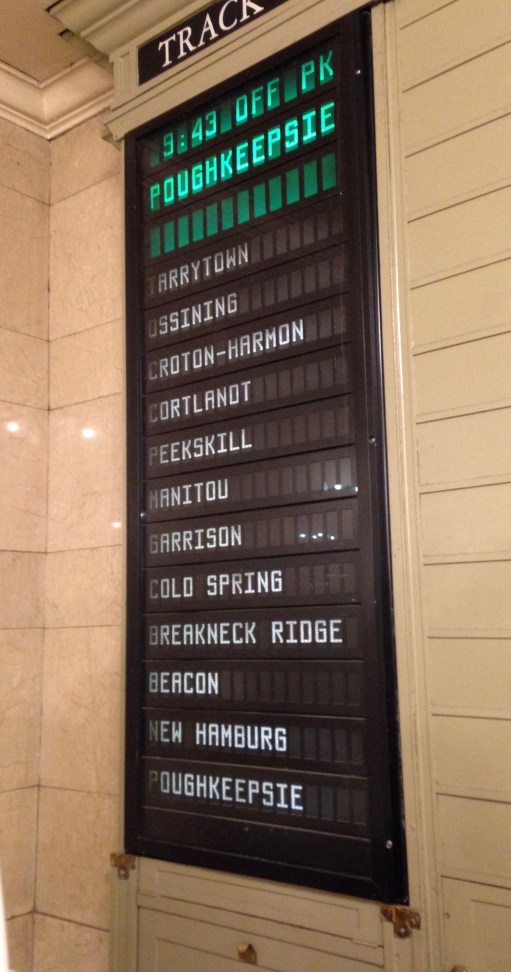 TRACK
9:43 OFF PK
POUGHKEEPSIE
TARRYTOWN
OSSINING
CROTON-HARMON
CORTLANDT
PEEKSKILL
MANITOU
GARRISON
COLD SPRING
BREAKNECK RIDGE
BEACON
NEW HAMBURG
POUGHKEEPSIE